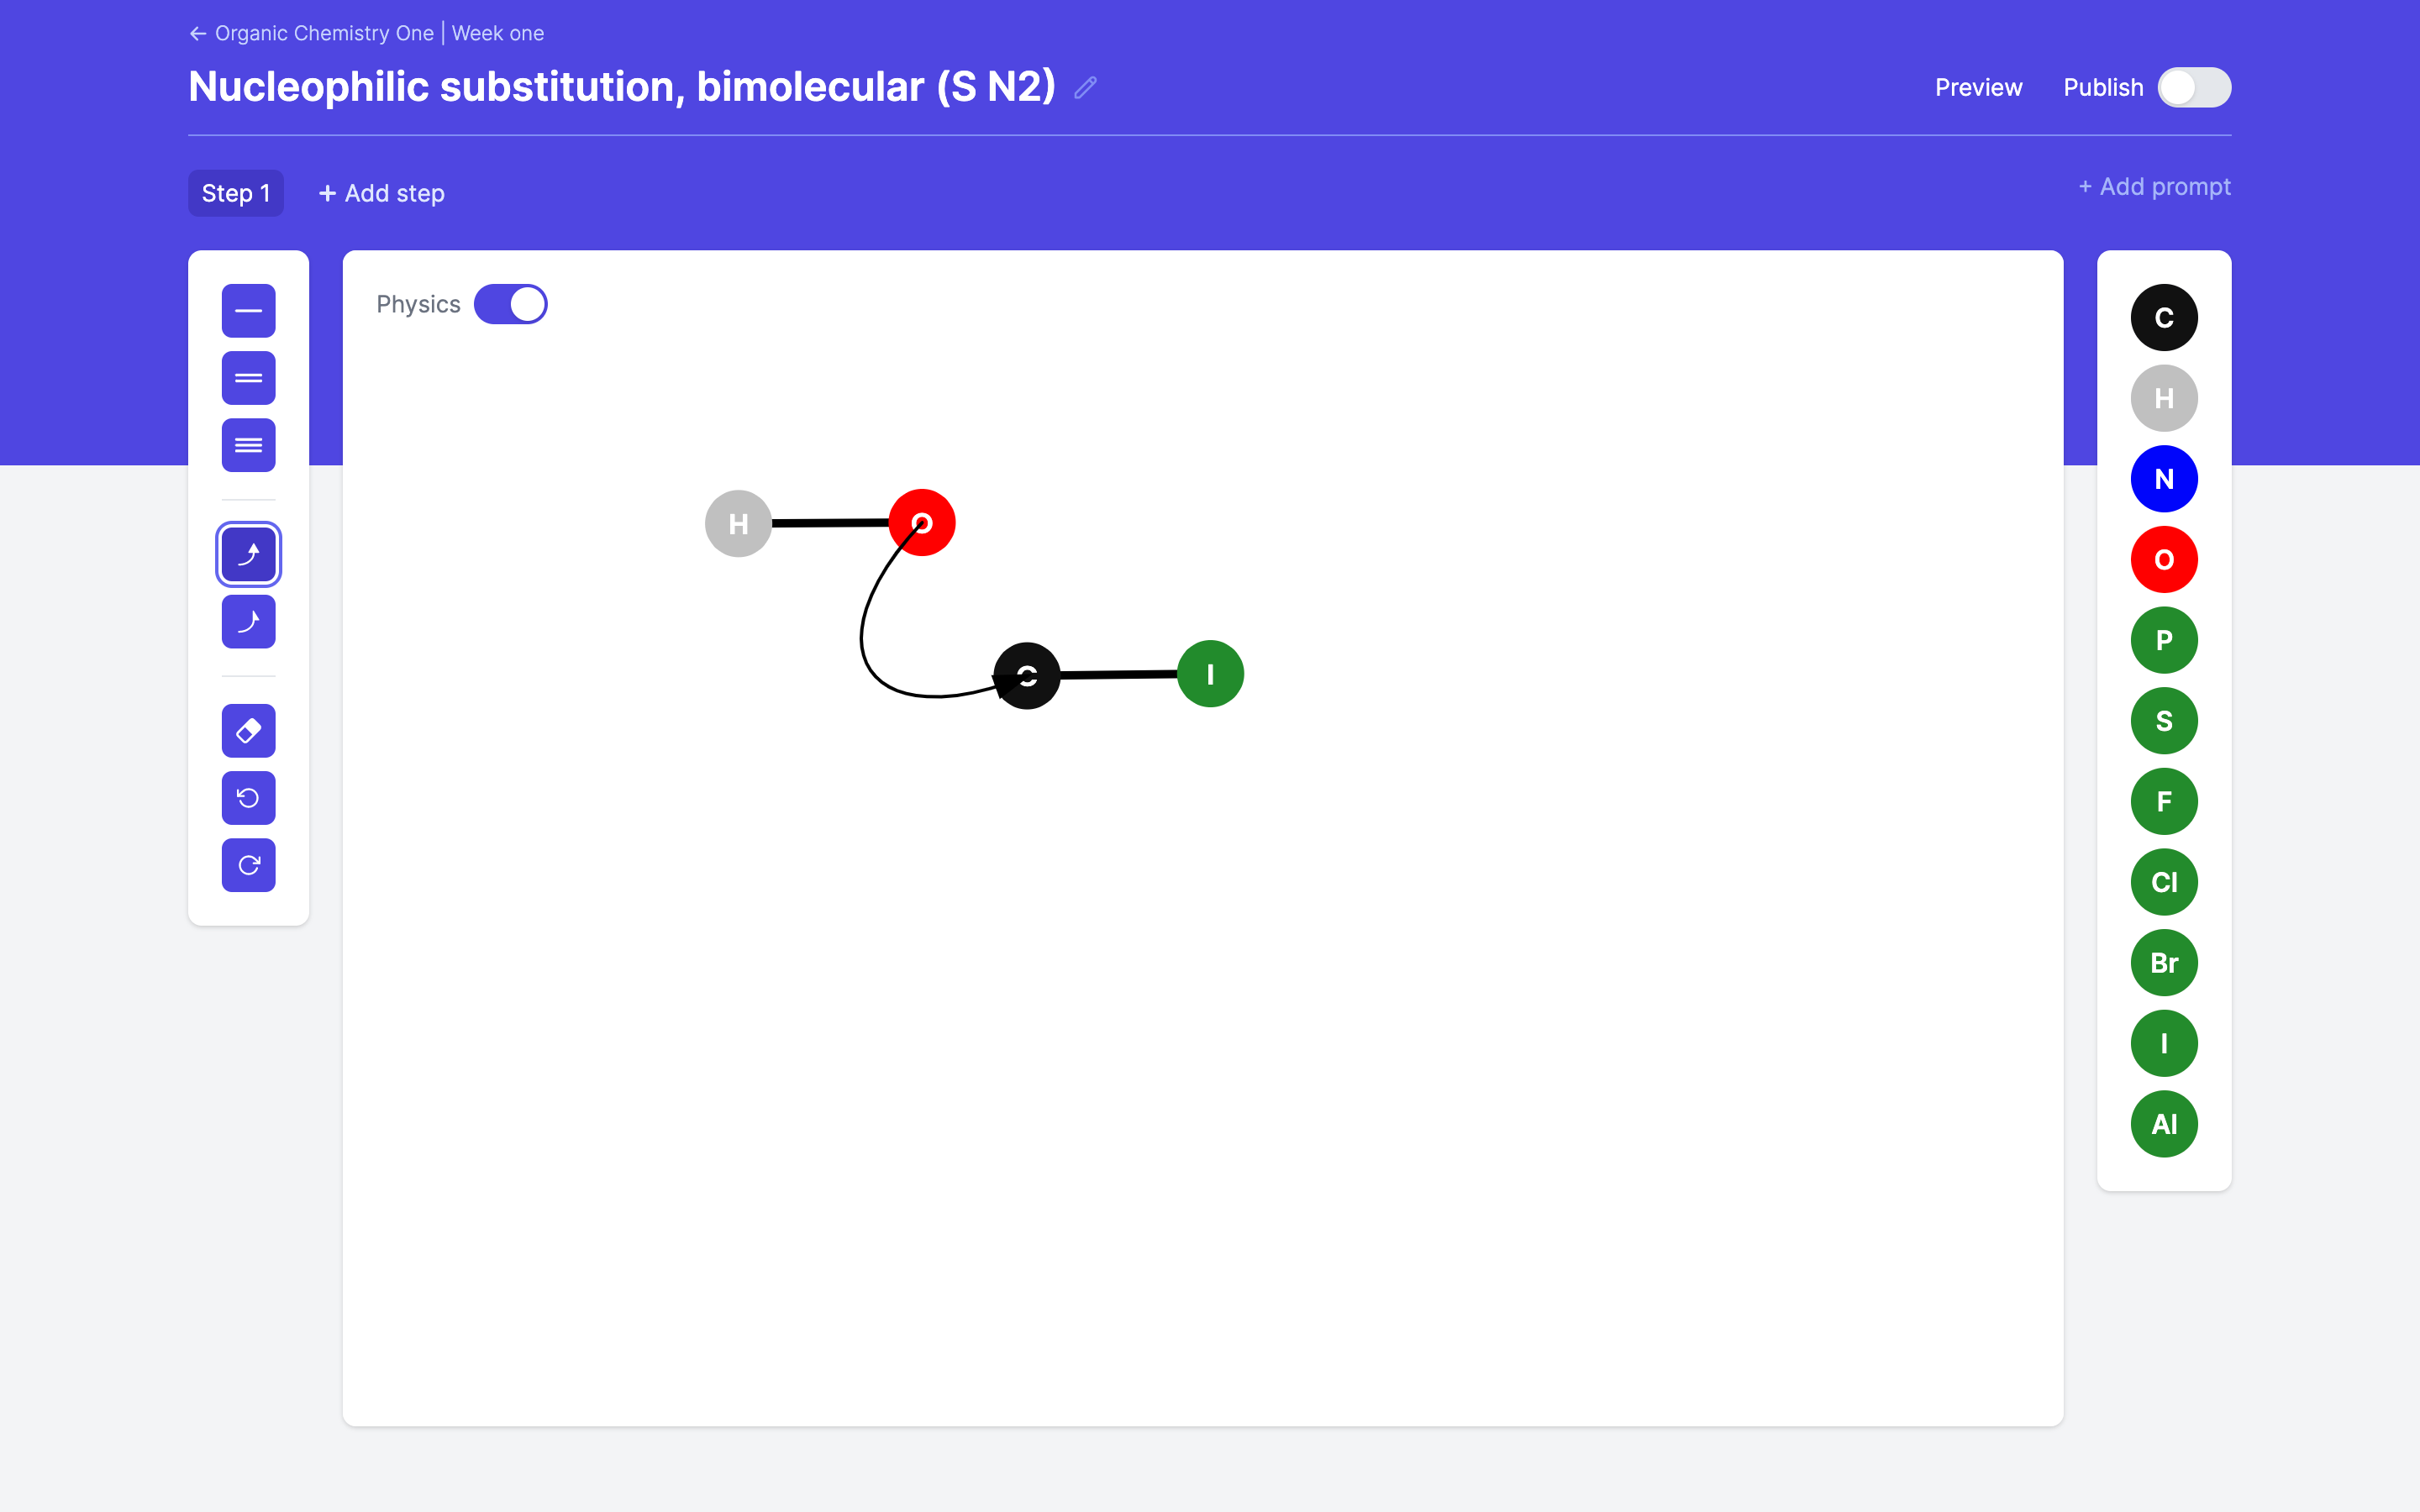 ← Organic Chemistry One | Week one
Nucleophilic substitution, bimolecular (S N2)
Preview
Publish
Step 1
+ Add step
+ Add prompt
Physics
H
O
C
I
C
H
N
O
P
S
F
Cl
Br
I
Al